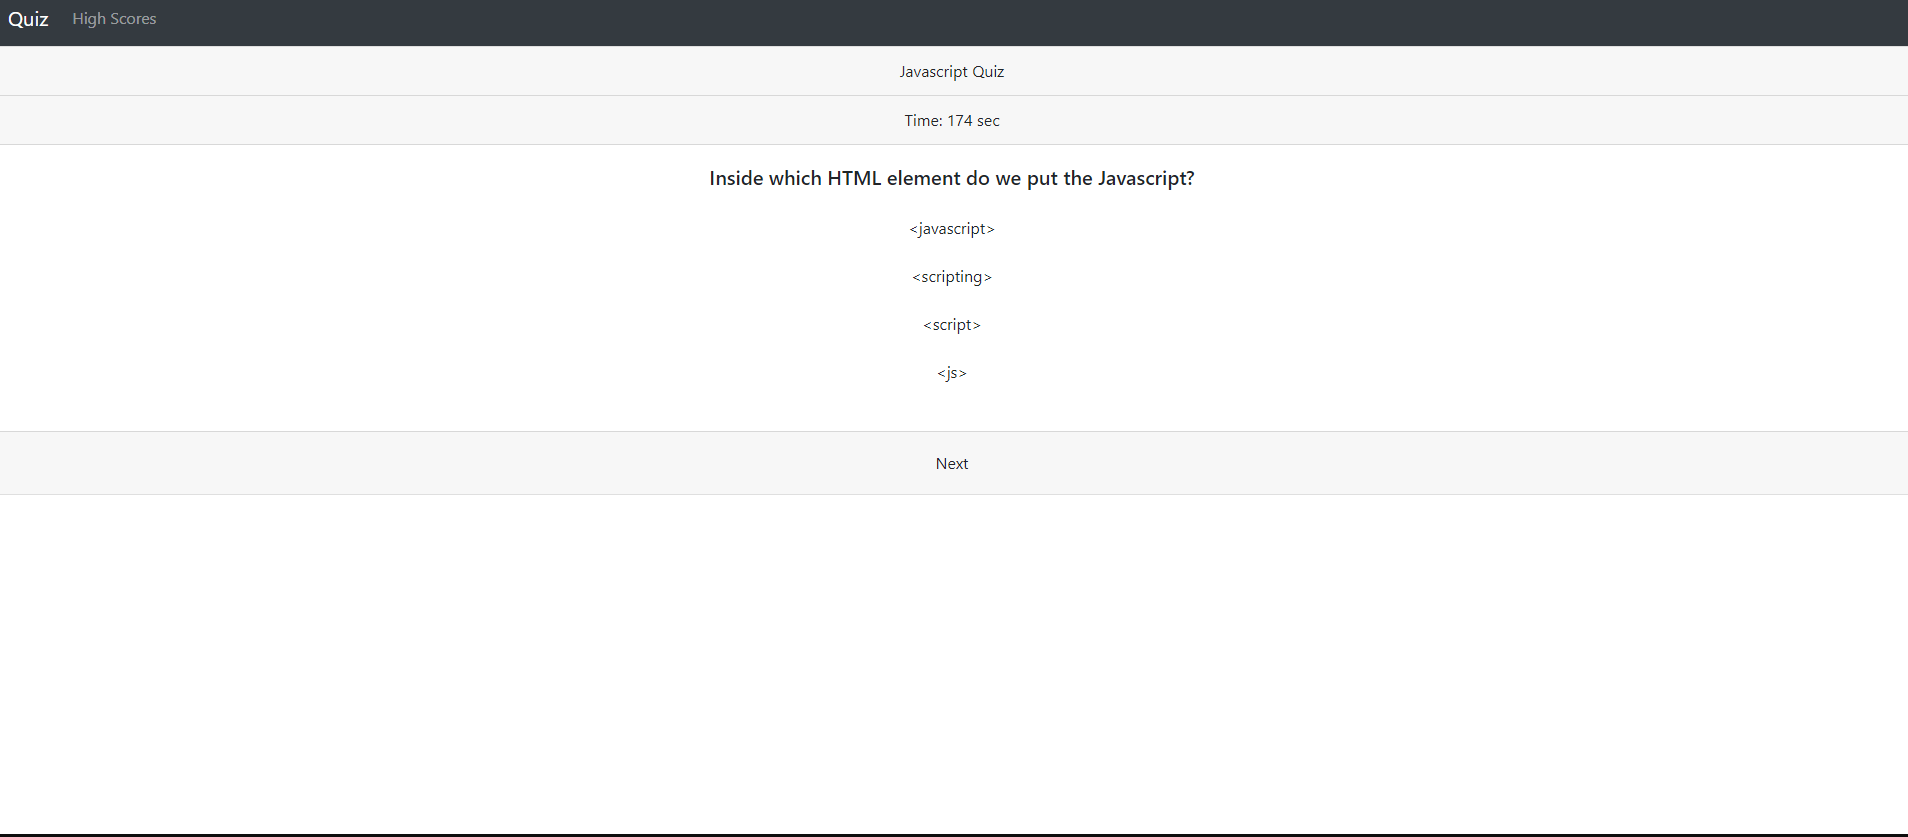 Quiz High Scores
Javascript Quiz
Time: 174 sec
Inside which HTML element do we put the Javascript?
<javascript>
<scripting>
<script>
<js>
Next